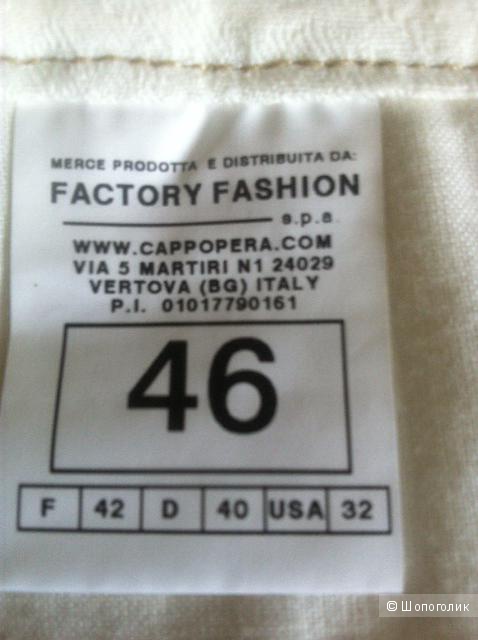 MERCE PRODOTTA E DISTRIBUITA DA:
FACTORY FASHION
s.p.a.
WWW.CAPPOPERA.COM
VIA 5 MARTIRI N1 24029
VERTOVA (BG) ITALY
P.I. 01017790161
46
F 42 D 40 USA 32
© Шопоголик